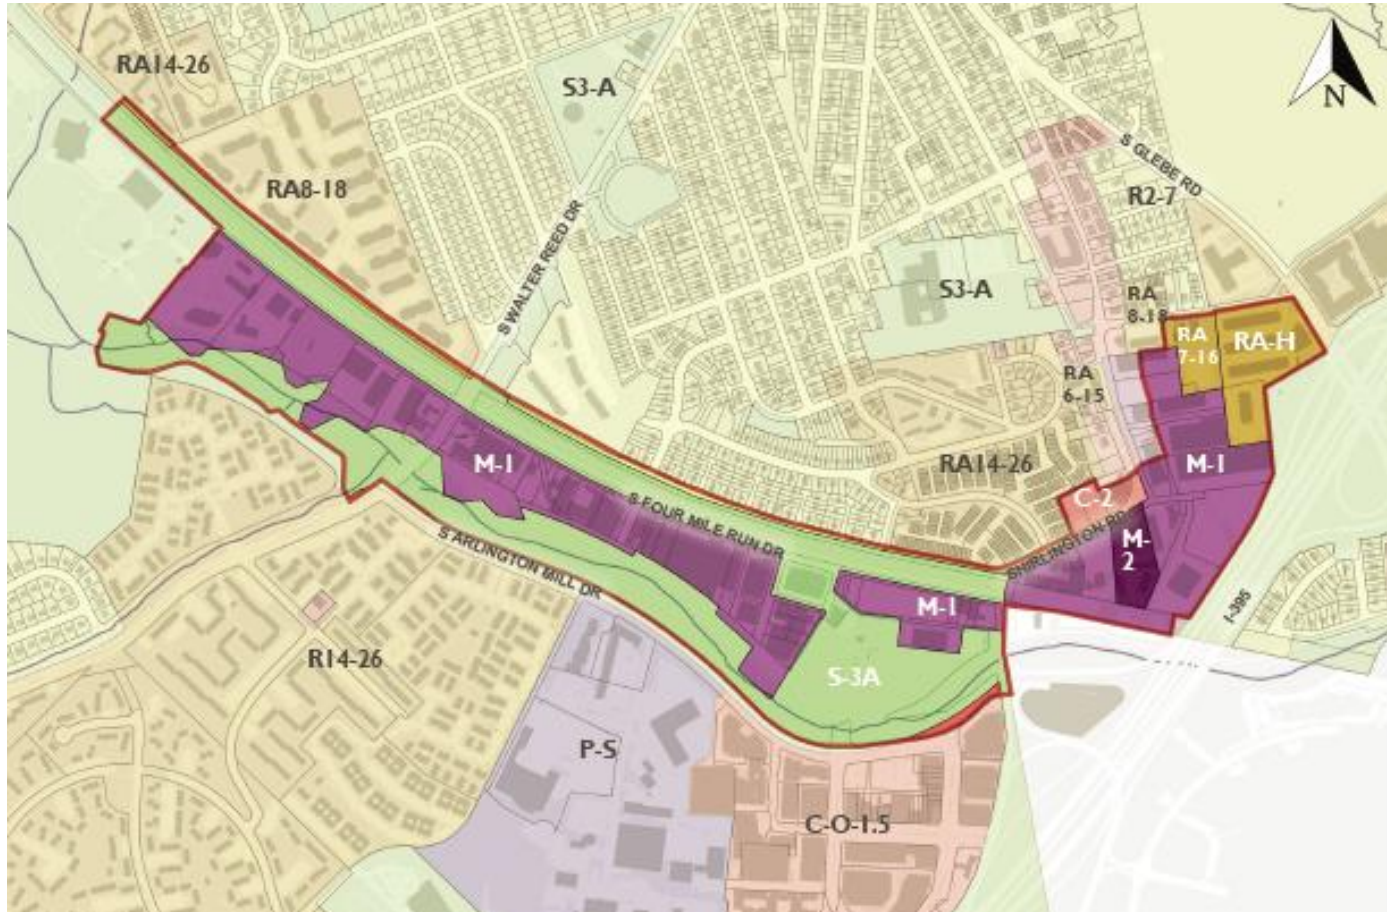 RA14-26
S3-A
N
S GLEBE RD
RA8-18
R2-7
S WALTER REED DR
S3-A
RA
8-18
RA
7-16
RA-H
RA
6-15
M-1
RA14-26
M-1
C-2
S FOUR MILE RUN DR
S SHIRLINGTON RD
M-
2
S ARLINGTON MILL DR
M-1
I-395
R14-26
S-3A
P-S
C-O-1.5